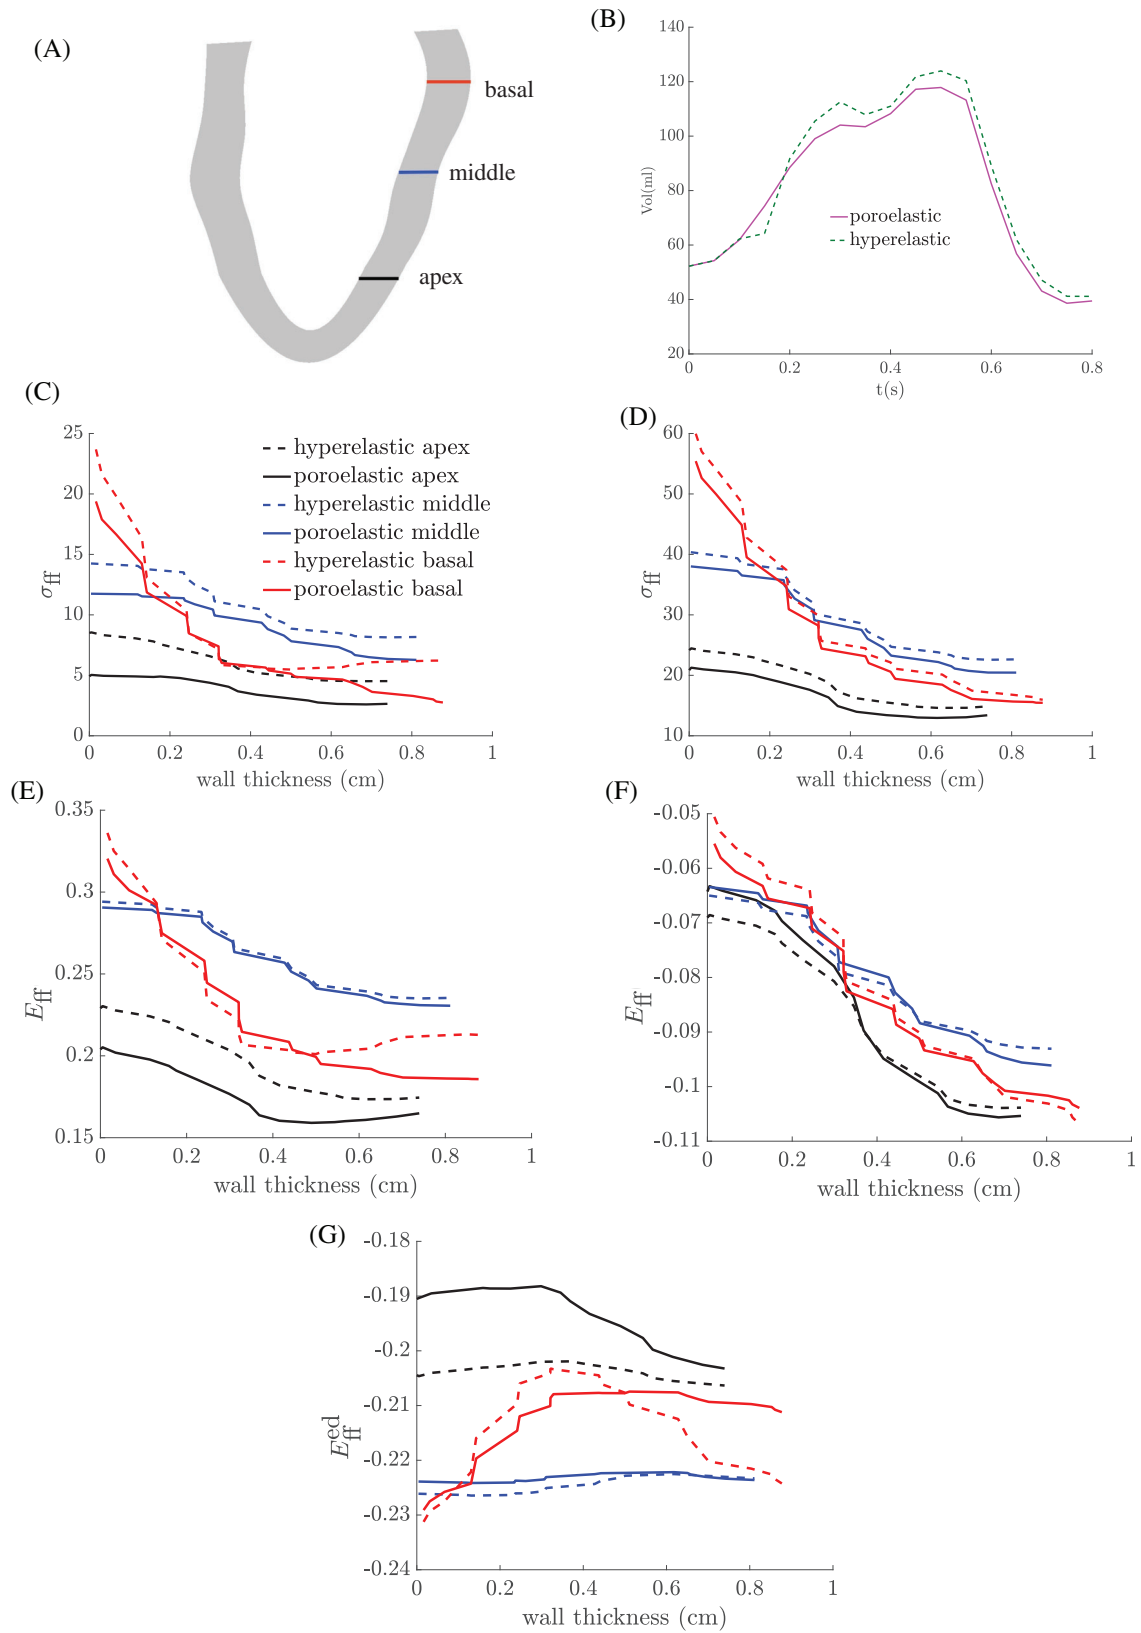 (A)
basal
middle
apex
(B)
140
120
100
80
60
40
20
Vol(ml)
poroelastic
hyperelastic
0 0.2 0.4 0.6 0.8
t(s)
(C)
25
20
15
10
5
0
σff
hyperelastic apex
poroelastic apex
hyperelastic middle
poroelastic middle
hyperelastic basal
poroelastic basal
0 0.2 0.4 0.6 0.8 1
wall thickness (cm)
(D)
60
50
40
30
20
10
σff
0 0.2 0.4 0.6 0.8 1
wall thickness (cm)
(E)
0.35
0.3
0.25
0.2
0.15
Eff
0 0.2 0.4 0.6 0.8 1
wall thickness (cm)
(F)
-0.05
-0.06
-0.07
-0.08
-0.09
-0.1
-0.11
Eff
0 0.2 0.4 0.6 0.8 1
wall thickness (cm)
(G)
-0.18
-0.19
-0.2
-0.21
-0.22
-0.23
-0.24
E^ed_ff
0 0.2 0.4 0.6 0.8 1
wall thickness (cm)